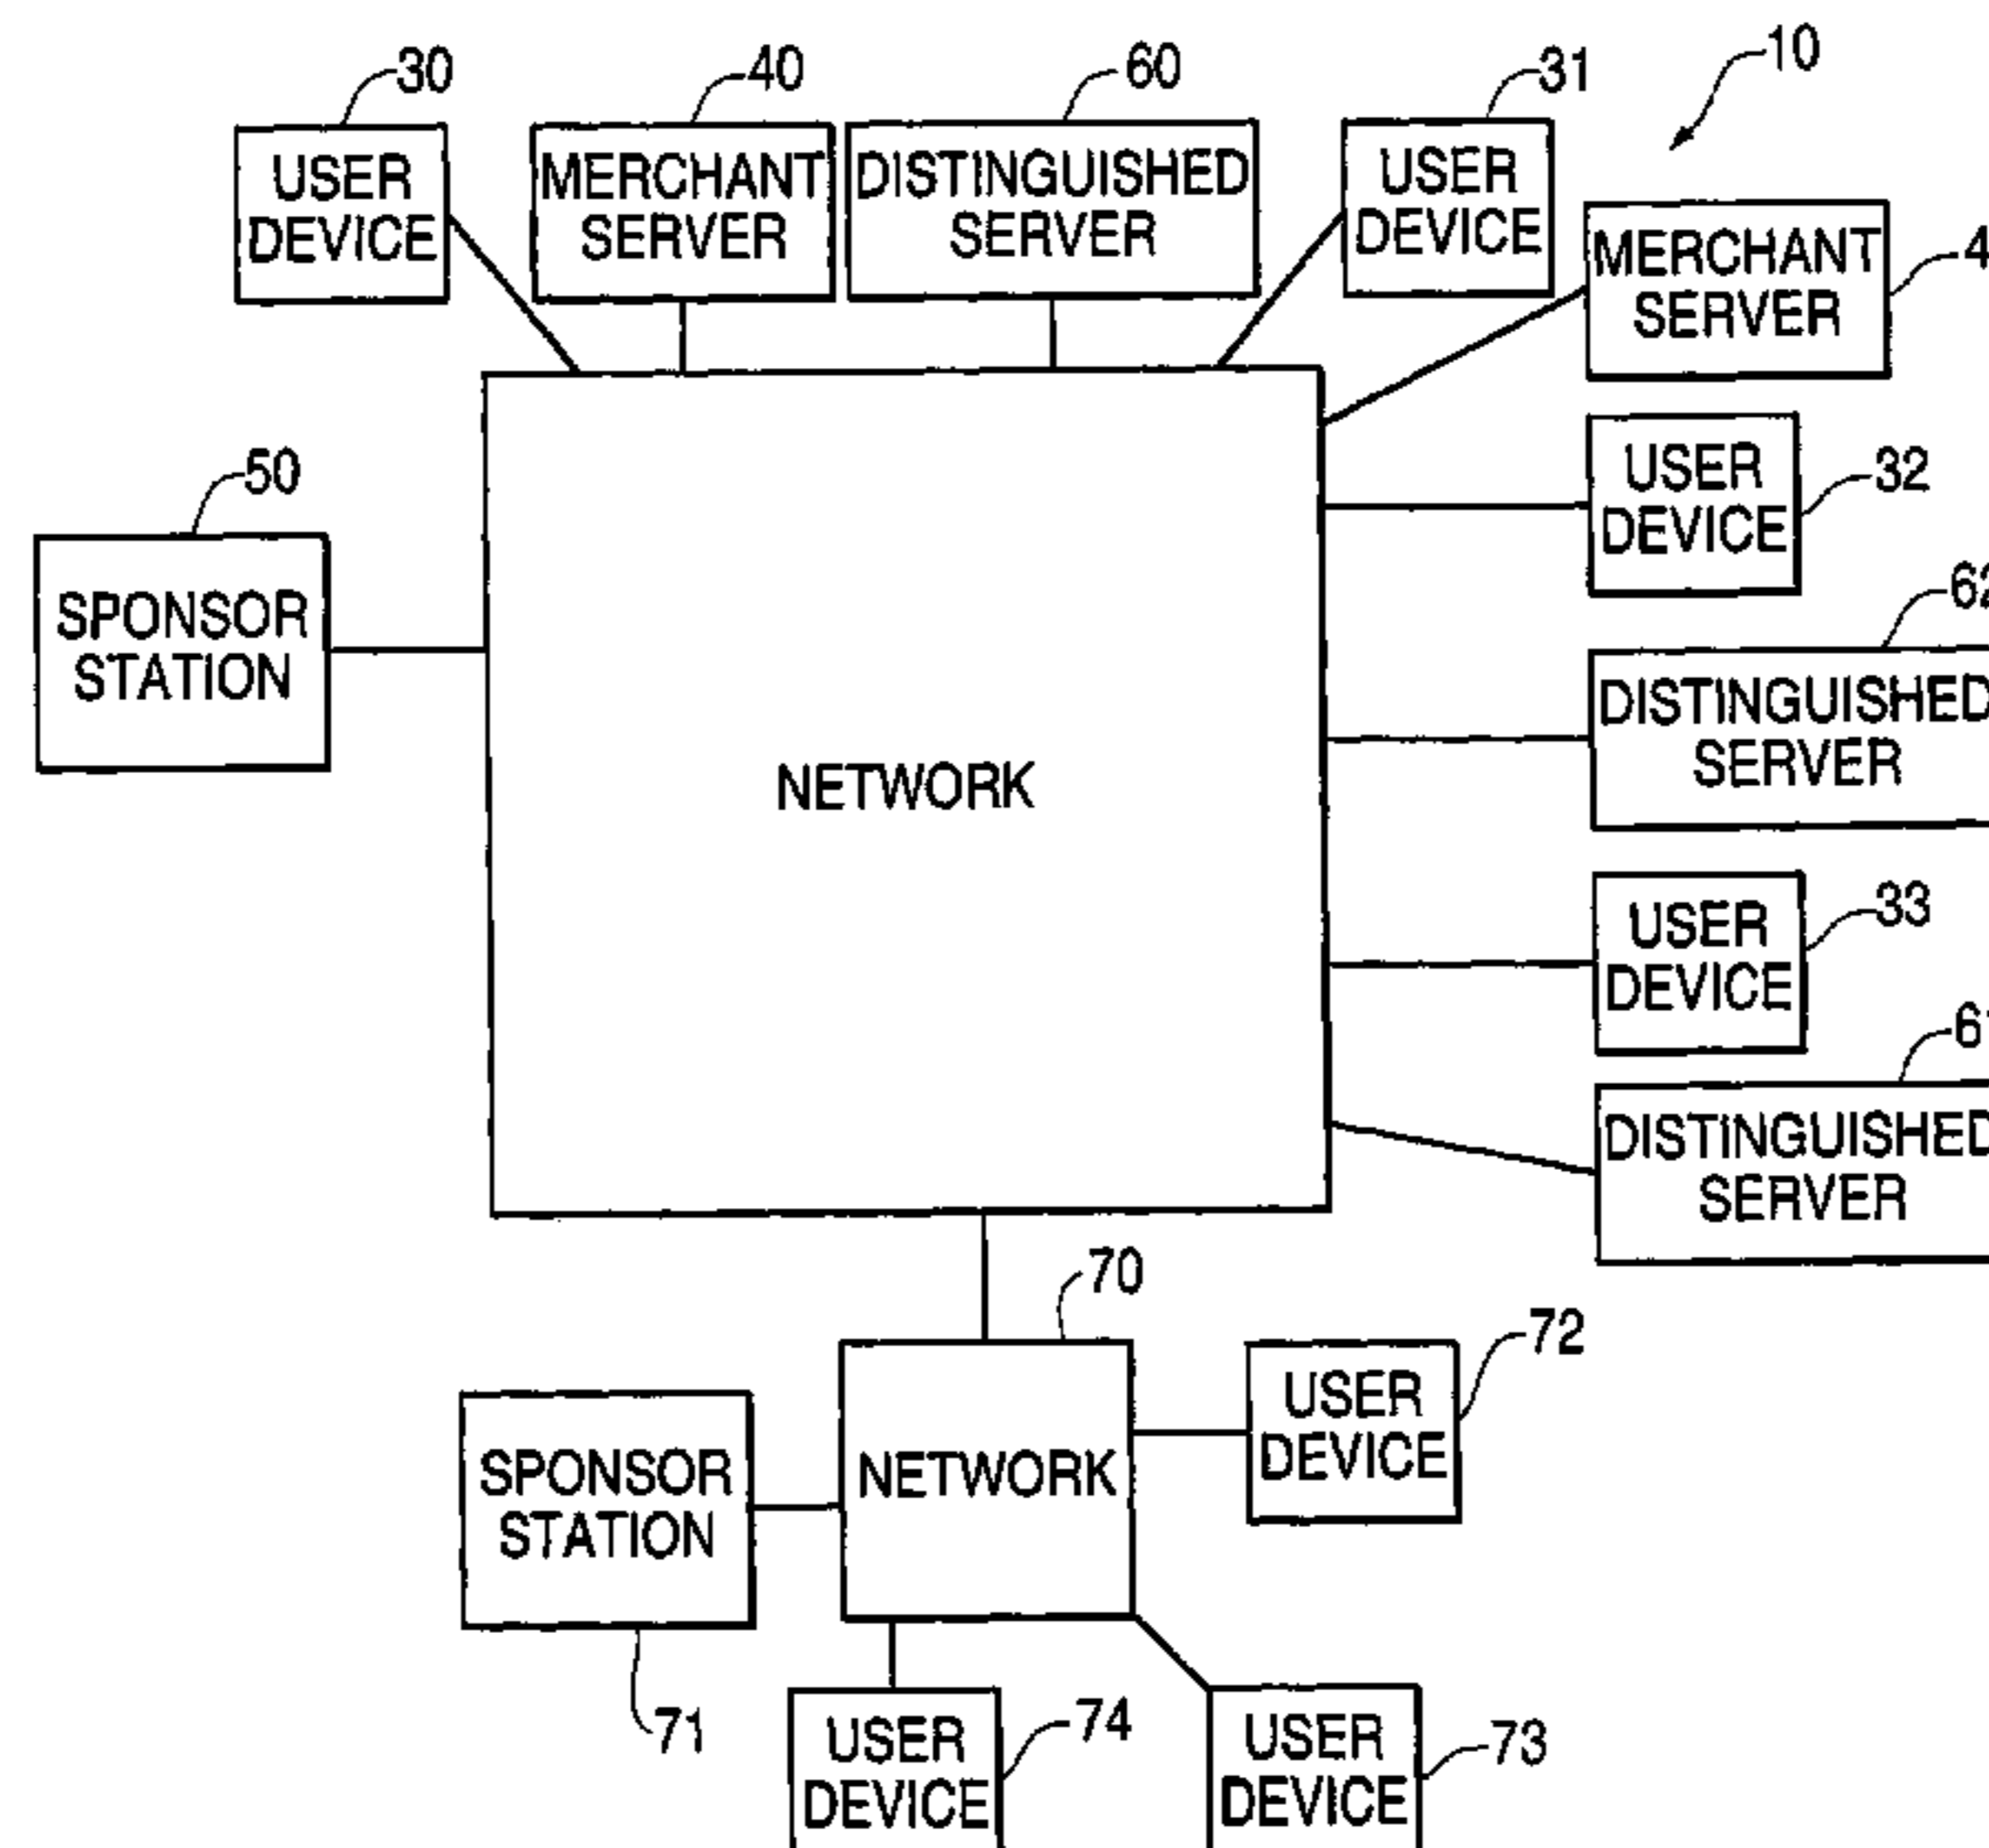 30
40
60
31
10
USER
DEVICE
MERCHANT
SERVER
DISTINGUISHED
SERVER
USER
DEVICE
MERCHANT
SERVER
50
USER
DEVICE
32
SPONSOR
STATION
62
DISTINGUISHED
SERVER
NETWORK
USER
DEVICE
33
DISTINGUISHED
SERVER
70
72
USER
DEVICE
SPONSOR
STATION
NETWORK
71
74
USER
DEVICE
USER
DEVICE
73